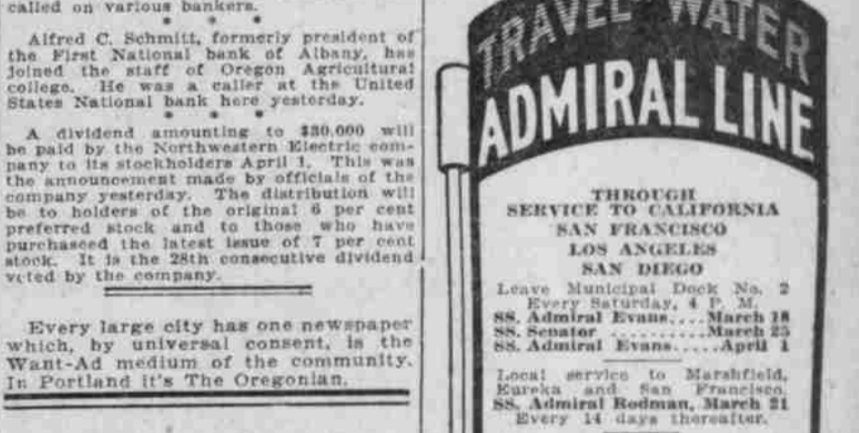 called on various bankers.
* * *
Alfred C. Schmitt, formerly president of
the First National bank of Albany, has
joined the staff of Oregon Agricultural
college. He was a caller at the United
States National bank here yesterday.
* * *
A dividend amounting to $30,000 will
be paid by the Northwestern Electric com-
pany to its stockholders April 1. This was
the announcement made by officials of the
company yesterday. The distribution will
be to holders of the original 6 per cent
preferred stock and to those who have
purchaseed the latest issue of 7 per cent
stock. It is the 28th consecutive dividend
voted by the company.
Every large city has one newspaper
which, by universal consent, is the
Want-Ad medium of the community.
In Portland it's The Oregonian.
TRAVEL WATER
ADMIRAL LINE
THROUGH
SERVICE TO CALIFORNIA
SAN FRANCISCO
LOS ANGELES
SAN DIEGO
Leave Municipal Dock No. 2
Every Saturday, 4 P. M.
SS. Admiral Evans....March 18
SS. Senator ..........March 25
SS. Admiral Evans.....April 1
Local service to Marshfield,
Eureka and San Francisco.
SS. Admiral Rodman, March 21
Every 14 days thereafter.